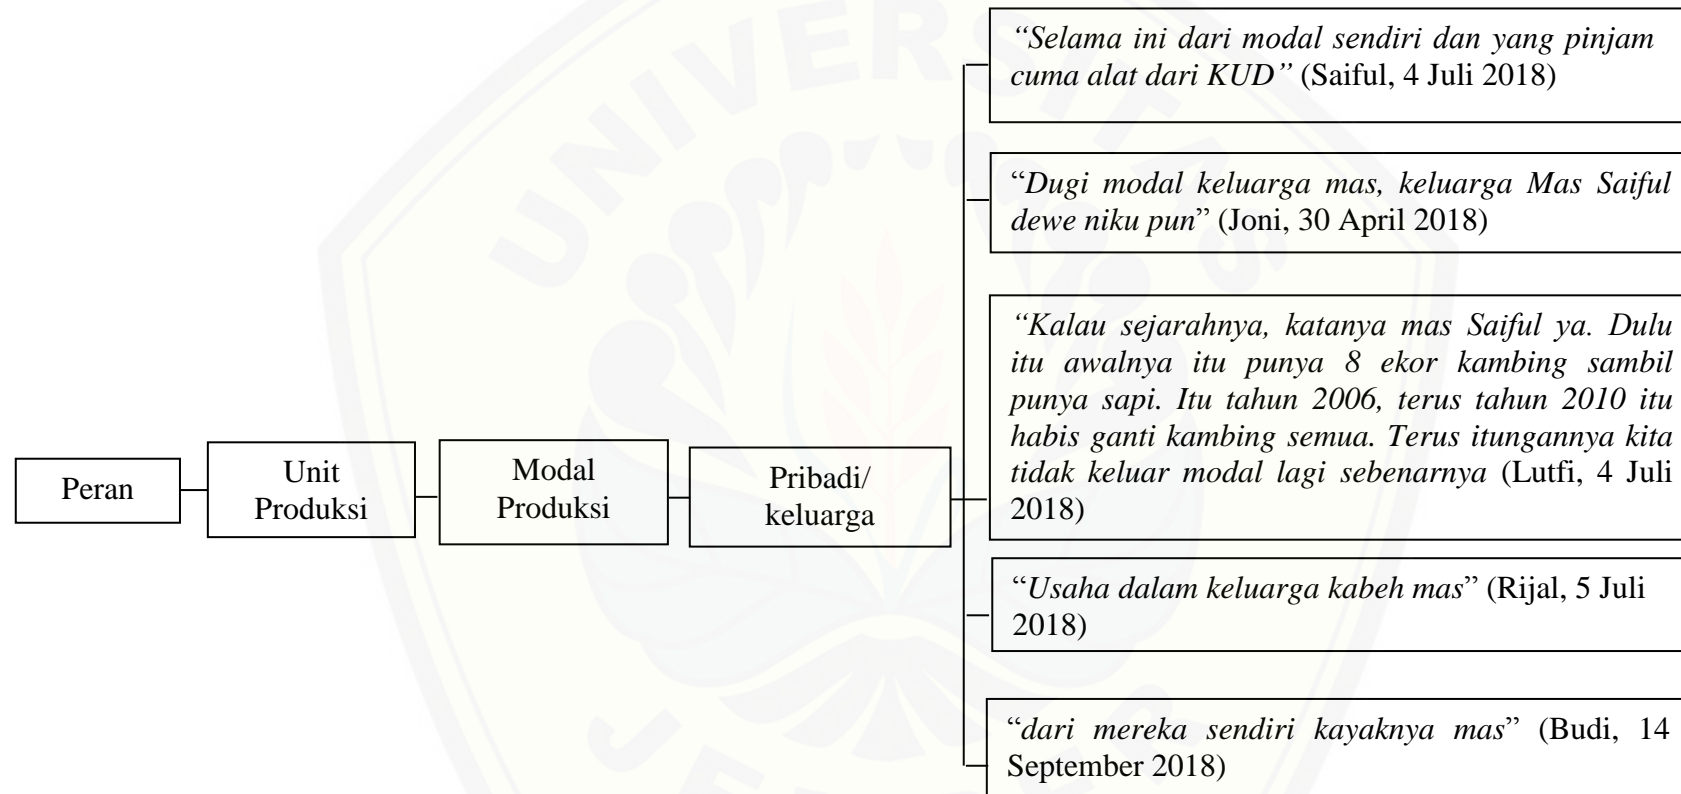 “Selama ini dari modal sendiri dan yang pinjam
cuma alat dari KUD” (Saiful, 4 Juli 2018)
“Dugi modal keluarga mas, keluarga Mas Saiful
dewe niku pun” (Joni, 30 April 2018)
“Kalau sejarahnya, katanya mas Saiful ya. Dulu
itu awalnya itu punya 8 ekor kambing sambil
punya sapi. Itu tahun 2006, terus tahun 2010 itu
habis ganti kambing semua. Terus itungannya kita
tidak keluar modal lagi sebenarnya (Lutfi, 4 Juli
2018)
Peran
Unit
Produksi
Modal
Produksi
Pribadi/
keluarga
“Usaha dalam keluarga kabeh mas” (Rijal, 5 Juli
2018)
“dari mereka sendiri kayaknya mas” (Budi, 14
September 2018)
UNIVERSITAS